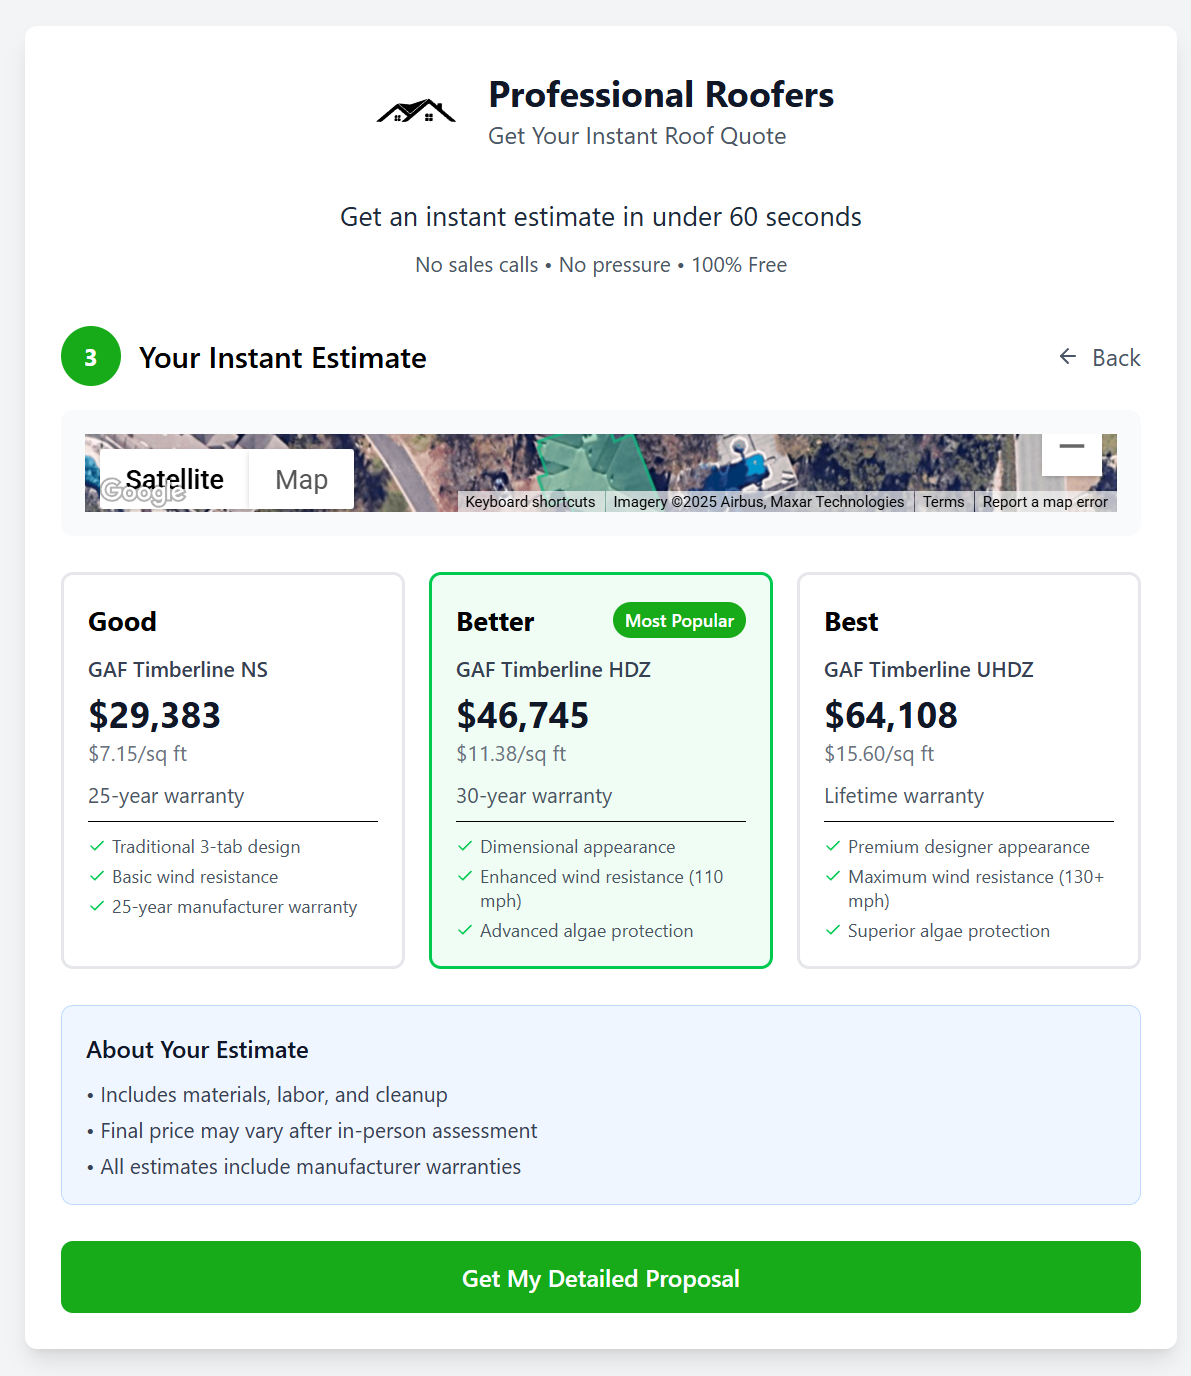 Professional Roofers
Get Your Instant Roof Quote
Get an instant estimate in under 60 seconds
No sales calls • No pressure • 100% Free
3
Your Instant Estimate
Back
Satellite
Map
Google
Keyboard shortcuts
Imagery ©2025 Airbus, Maxar Technologies
Terms
Report a map error
Good
GAF Timberline NS
$29,383
$7.15/sq ft
25-year warranty
Traditional 3-tab design
Basic wind resistance
25-year manufacturer warranty
Better
Most Popular
GAF Timberline HDZ
$46,745
$11.38/sq ft
30-year warranty
Dimensional appearance
Enhanced wind resistance (110
mph)
Advanced algae protection
Best
GAF Timberline UHDZ
$64,108
$15.60/sq ft
Lifetime warranty
Premium designer appearance
Maximum wind resistance (130+
mph)
Superior algae protection
About Your Estimate
• Includes materials, labor, and cleanup
• Final price may vary after in-person assessment
• All estimates include manufacturer warranties
Get My Detailed Proposal